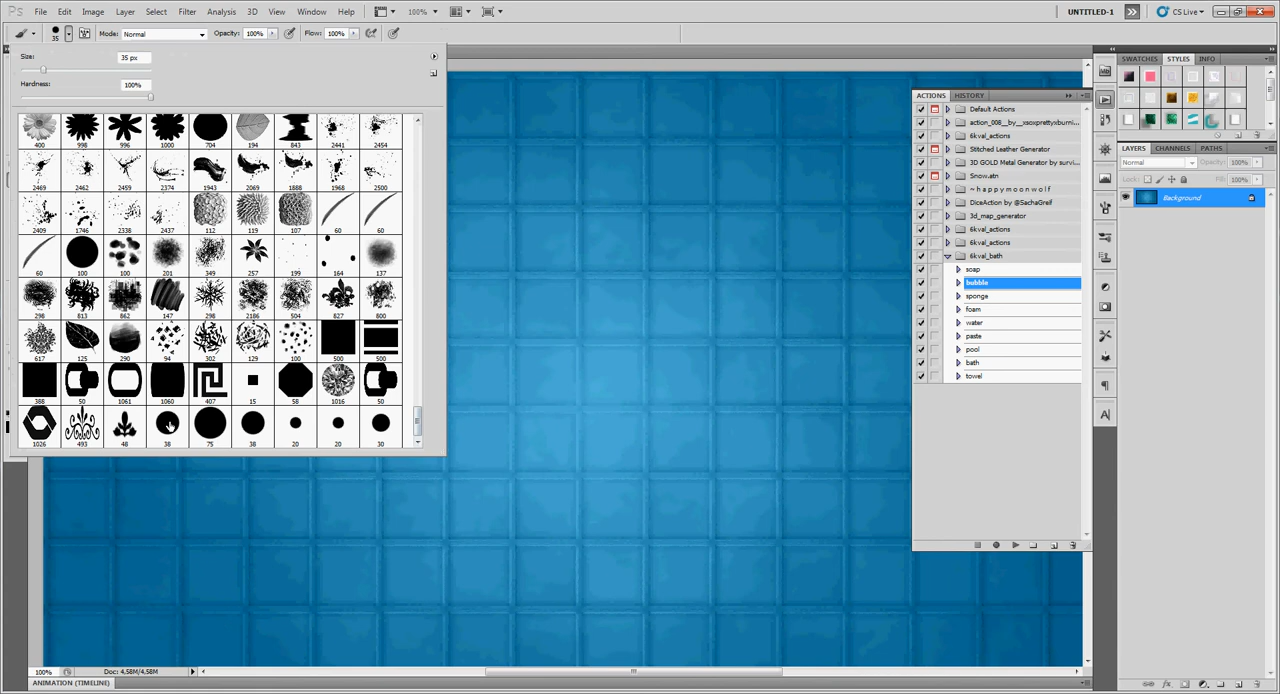 Ps File Edit Image Layer Select Filter Analysis 3D View Window Help 100% UNTITLED-1 CS Live
35 Mode: Normal Opacity: 100% Flow: 100%
Size: 35 px
Hardness: 100%
400 998 996 1000 704 194 843 2441 2454
2469 2462 2459 2374 1943 2069 1888 1968 2500
2409 1746 2338 2437 112 119 107 60 60
60 100 100 201 349 257 199 164 137
298 813 862 147 298 2186 504 827 800
617 125 290 94 302 129 100 500 500
388 50 1061 1060 407 15 58 1016 50
1026 493 48 38 75 38 20 20 30
ACTIONS HISTORY
Default Actions
action_008__by__xsoxprettyxburni...
6kval_actions
Stitched Leather Generator
3D GOLD Metal Generator by survi...
Snow.atn
~ h a p p y m o o n w o l f
DiceAction by @SachaGreif
3d_map_generator
6kval_actions
6kval_actions
6kval_bath
soap
bubble
sponge
foam
water
paste
pool
bath
towel
SWATCHES STYLES INFO
LAYERS CHANNELS PATHS
Normal Opacity: 100%
Lock: Fill: 100%
Background
100% Doc: 4.58M/4.58M
ANIMATION (TIMELINE)